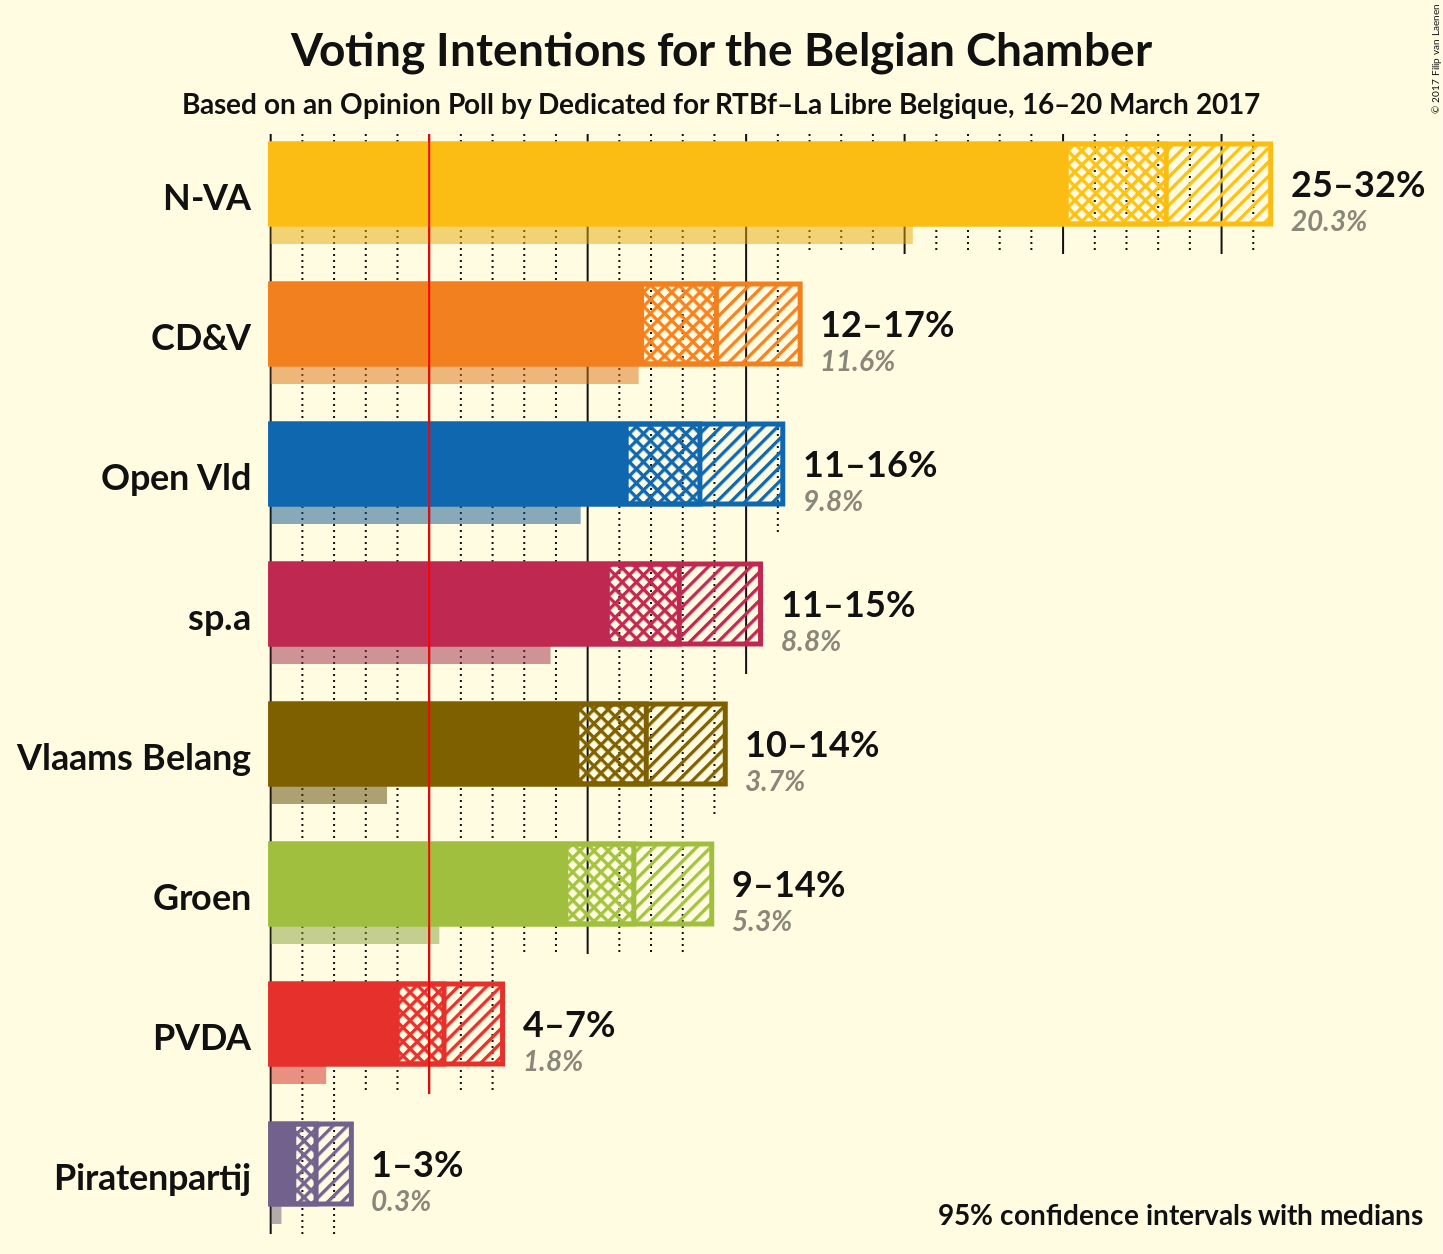 Voting Intentions for the Belgian Chamber
Based on an Opinion Poll by Dedicated for RTBf–La Libre Belgique, 16–20 March 2017
© 2017 Filip van Laenen
N-VA
25–32%
20.3%
CD&V
12–17%
11.6%
Open Vld
11–16%
9.8%
sp.a
11–15%
8.8%
Vlaams Belang
10–14%
3.7%
Groen
9–14%
5.3%
PVDA
4–7%
1.8%
Piratenpartij
1–3%
0.3%
95% confidence intervals with medians